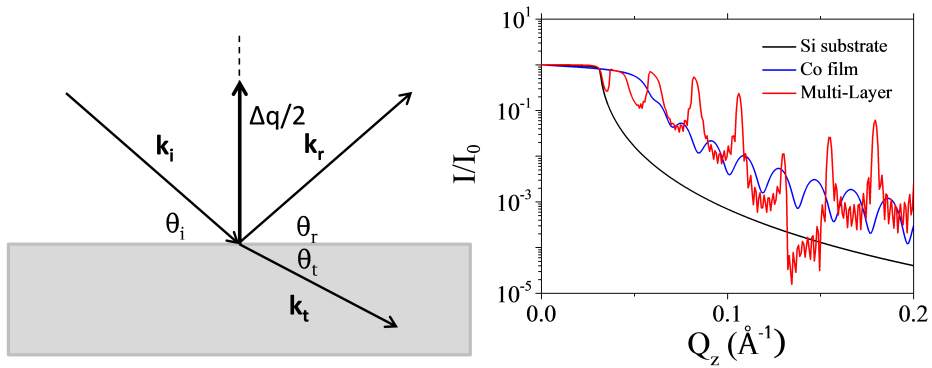 Δq/2
k_i
k_r
θ_i
θ_r
θ_t
k_t
I/I_0
10^1
10^-1
10^-3
10^-5
Si substrate
Co film
Multi-Layer
0.0
0.1
0.2
Q_z (Å^-1)